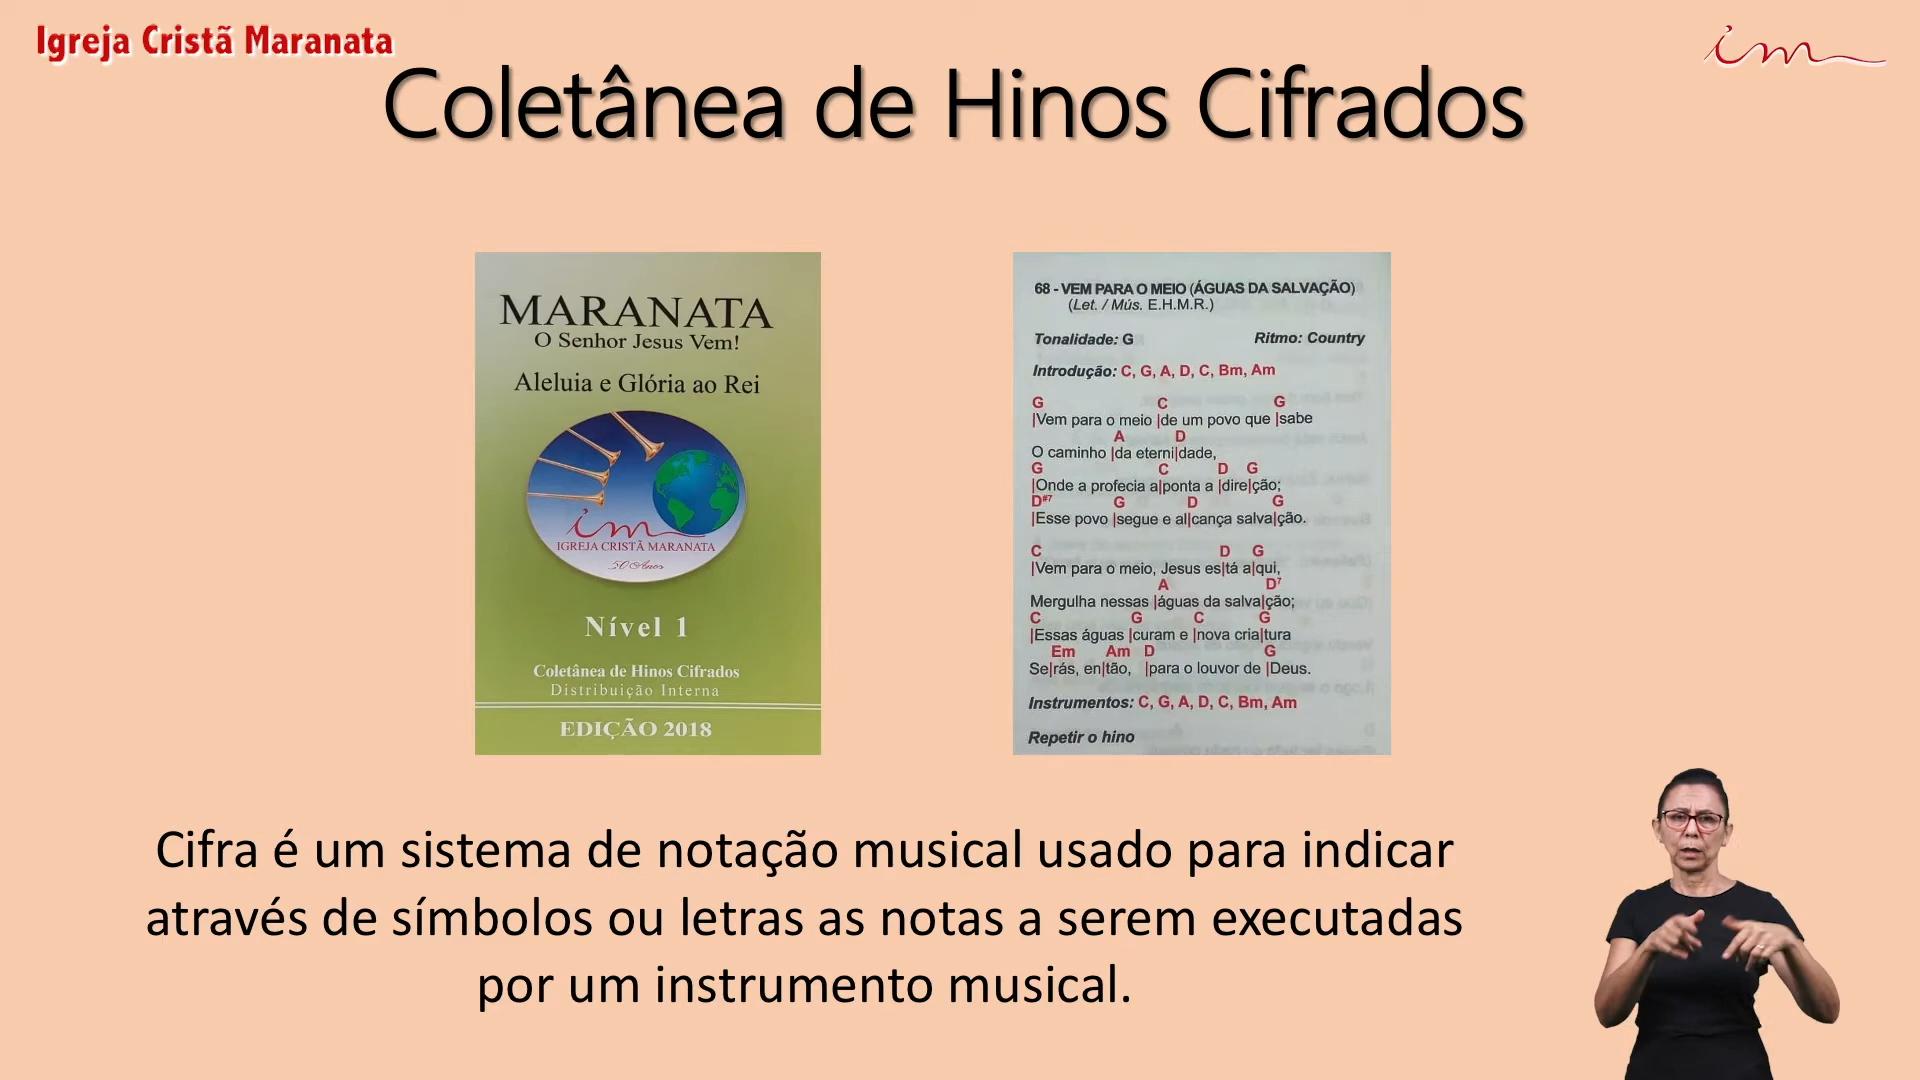 Igreja Cristã Maranata
im
Coletânea de Hinos Cifrados
MARANATA
O Senhor Jesus Vem!
Aleluia e Glória ao Rei
im
IGREJA CRISTÃ MARANATA
50 Anos
Nível 1
Coletânea de Hinos Cifrados
Distribuição Interna
EDIÇÃO 2018
68 - VEM PARA O MEIO (ÁGUAS DA SALVAÇÃO)
(Let. / Mús. E.H.M.R.)
Tonalidade: G Ritmo: Country
Introdução: C, G, A, D, C, Bm, Am
G C G
|Vem para o meio |de um povo que |sabe
A D
O caminho |da eterni|dade,
G C D G
|Onde a profecia a|ponta a |dire|ção;
D#7 G D G
|Esse povo |segue e al|cança salva|ção.
C D G
|Vem para o meio, Jesus es|tá a|qui,
A D7
Mergulha nessas |águas da salva|ção;
C G C G
|Essas águas |curam e |nova cria|tura
Em Am D G
Se|rás, en|tão, |para o louvor de |Deus.
Instrumentos: C, G, A, D, C, Bm, Am
Repetir o hino
Cifra é um sistema de notação musical usado para indicar
através de símbolos ou letras as notas a serem executadas
por um instrumento musical.